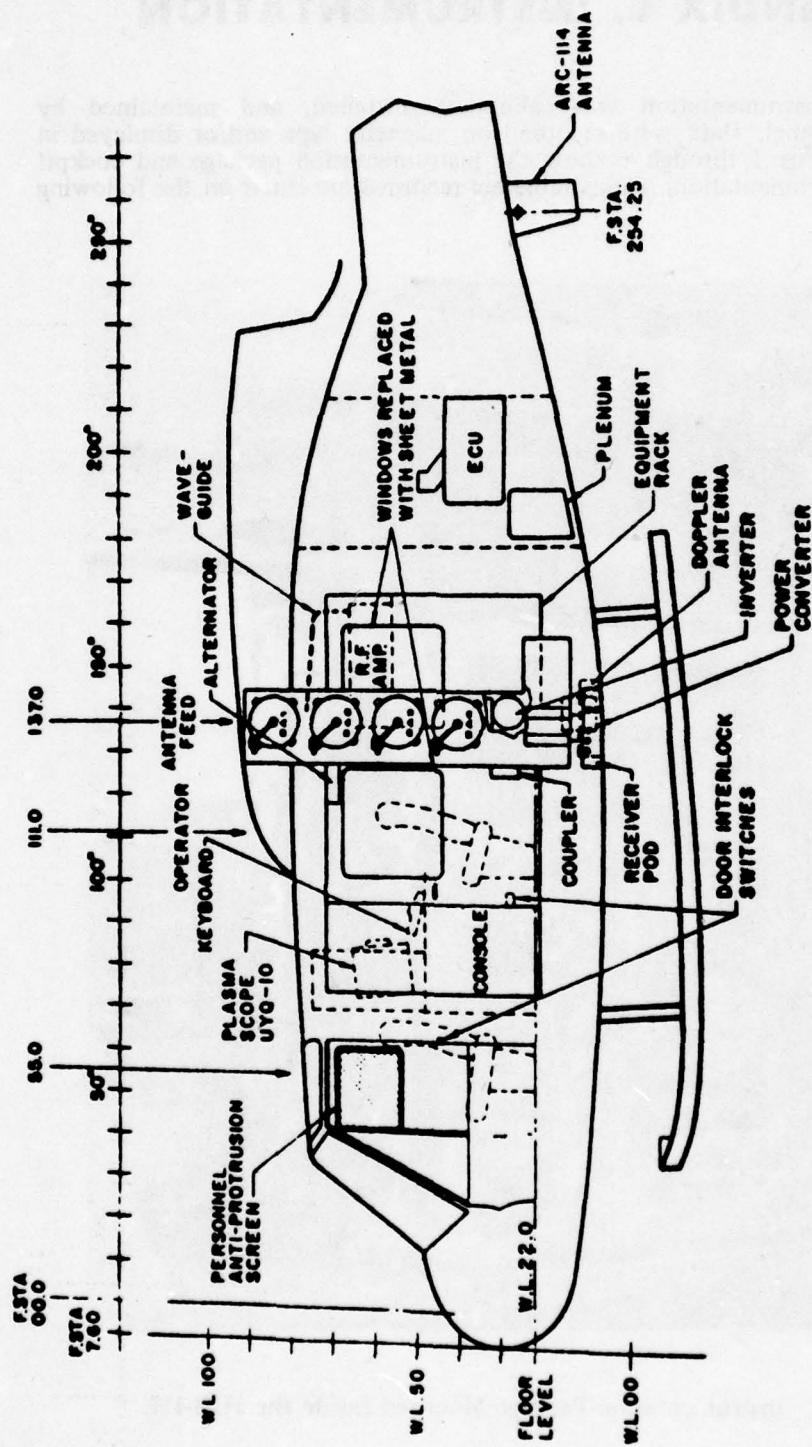 F.STA
00.0
F.STA
7.60
55.0
111.0
137.0
50"
100"
150"
200"
250"
W.L.100
W.L.50
FLOOR
LEVEL
W.L.00
W.L.22.0
PERSONNEL
ANTI-PROTRUSION
SCREEN
PLASMA
SCOPE
UYQ-10
KEYBOARD
OPERATOR
ANTENNA
FEED
ALTERNATOR
WAVE-
GUIDE
WINDOWS REPLACED
WITH SHEET METAL
R.F.
AMP.
ECU
PLENUM
EQUIPMENT
RACK
DOPPLER
ANTENNA
INVERTER
POWER
CONVERTER
CONSOLE
COUPLER
RECEIVER
POD
DOOR INTERLOCK
SWITCHES
F.STA
254.25
ARC-114
ANTENNA